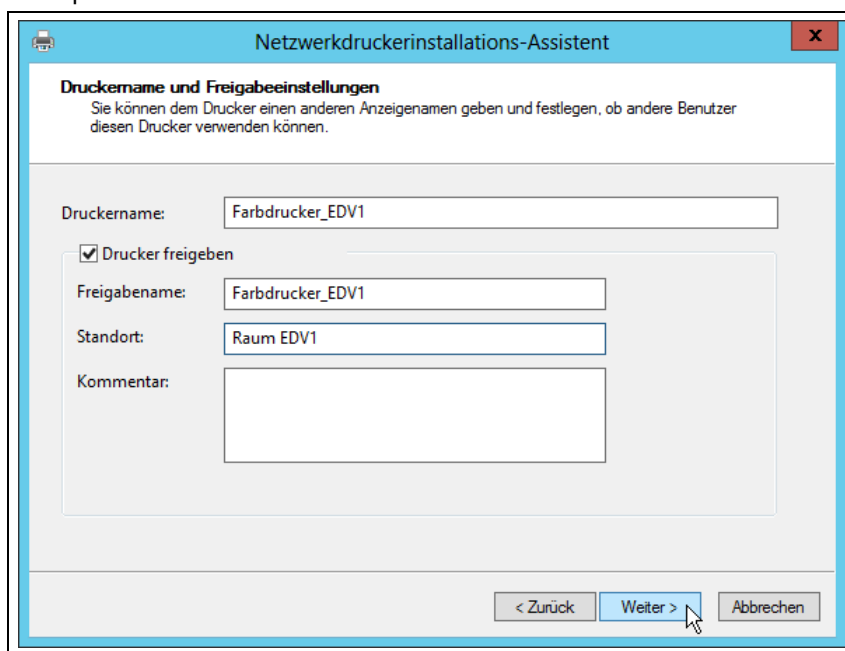 Netzwerkdruckerinstallations-Assistent
x
Druckername und Freigabeeinstellungen
Sie können dem Drucker einen anderen Anzeigenamen geben und festlegen, ob andere Benutzer
diesen Drucker verwenden können.
Druckername: Farbdrucker_EDV1
Drucker freigeben
Freigabename: Farbdrucker_EDV1
Standort: Raum EDV1
Kommentar:
< Zurück Weiter > Abbrechen